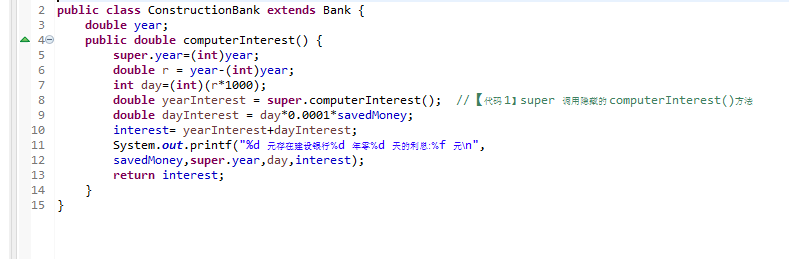 2 public class ConstructionBank extends Bank {
3 double year;
4 public double computerInterest() {
5 super.year=(int)year;
6 double r = year-(int)year;
7 int day=(int)(r*1000);
8 double yearInterest = super.computerInterest(); //【代码1】super 调用隐藏的computerInterest()方法
9 double dayInterest = day*0.0001*savedMoney;
10 interest= yearInterest+dayInterest;
11 System.out.printf("%d 元存在建设银行%d 年零%d 天的利息:%f 元\n",
12 savedMoney,super.year,day,interest);
13 return interest;
14 }
15 }